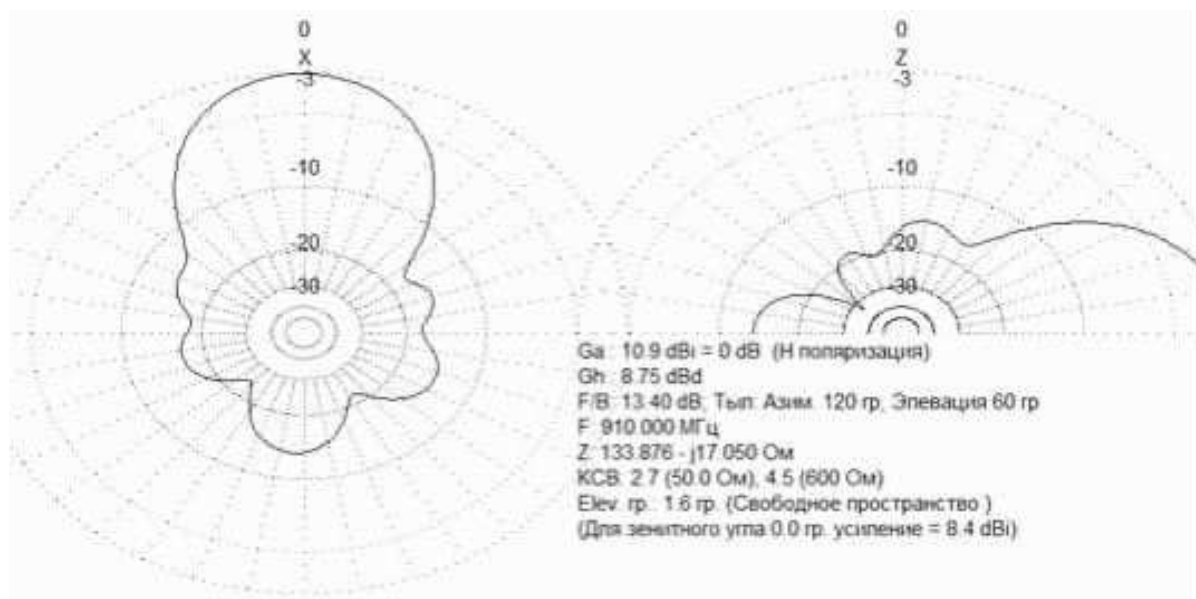 0
X
-3
-10
-20
-30
0
Z
-3
-10
-20
-30
Ga : 10.9 dBi = 0 dB (Н поляризация)
Gh : 8.75 dBd
F/B: 13.40 dB; Тыл: Азим. 120 гр, Элевация 60 гр
F: 910.000 МГц
Z: 133.876 - j17.050 Ом
КСВ: 2.7 (50.0 Ом), 4.5 (600 Ом)
Elev. гр.: 1.6 гр. (Свободное пространство )
(Для зенитного угла 0.0 гр. усиление = 8.4 dBi)